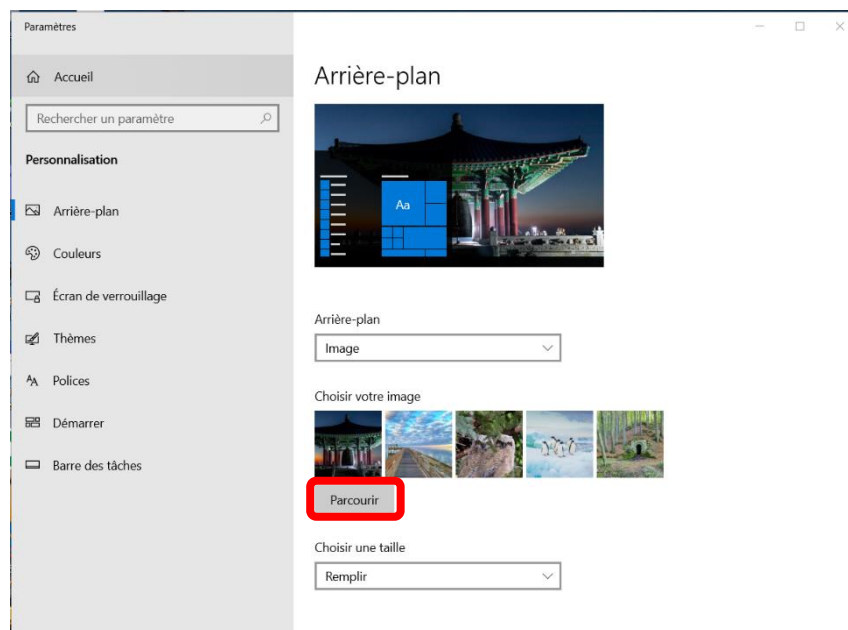 Paramètres
Accueil
Rechercher un paramètre
Personnalisation
Arrière-plan
Couleurs
Écran de verrouillage
Thèmes
Polices
Démarrer
Barre des tâches
Arrière-plan
Aa
Arrière-plan
Image
Choisir votre image
Parcourir
Choisir une taille
Remplir